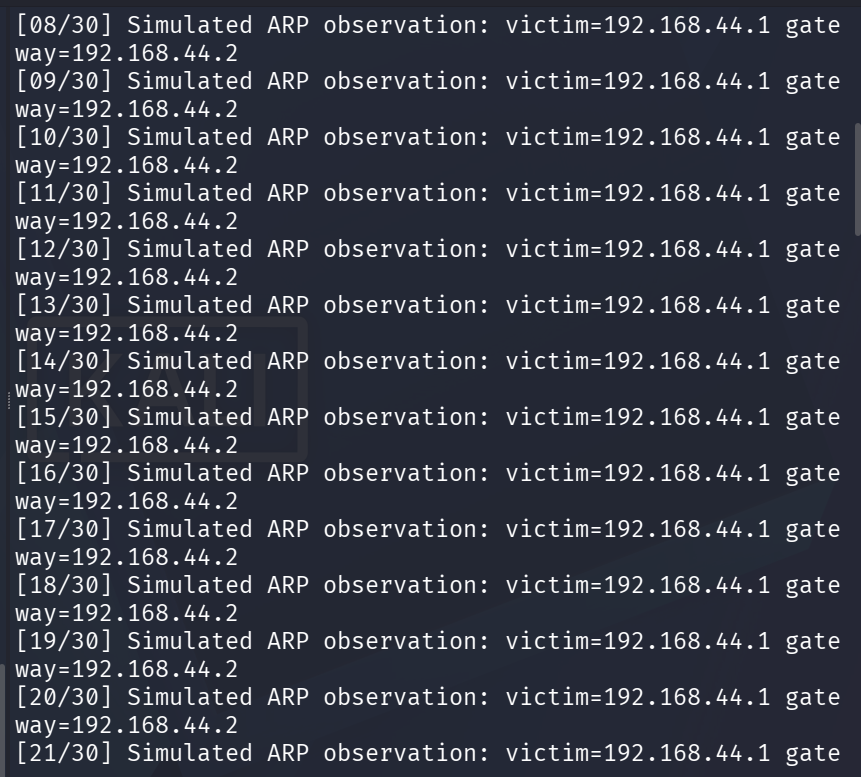 [08/30] Simulated ARP observation: victim=192.168.44.1 gate
way=192.168.44.2
[09/30] Simulated ARP observation: victim=192.168.44.1 gate
way=192.168.44.2
[10/30] Simulated ARP observation: victim=192.168.44.1 gate
way=192.168.44.2
[11/30] Simulated ARP observation: victim=192.168.44.1 gate
way=192.168.44.2
[12/30] Simulated ARP observation: victim=192.168.44.1 gate
way=192.168.44.2
[13/30] Simulated ARP observation: victim=192.168.44.1 gate
way=192.168.44.2
[14/30] Simulated ARP observation: victim=192.168.44.1 gate
way=192.168.44.2
[15/30] Simulated ARP observation: victim=192.168.44.1 gate
way=192.168.44.2
[16/30] Simulated ARP observation: victim=192.168.44.1 gate
way=192.168.44.2
[17/30] Simulated ARP observation: victim=192.168.44.1 gate
way=192.168.44.2
[18/30] Simulated ARP observation: victim=192.168.44.1 gate
way=192.168.44.2
[19/30] Simulated ARP observation: victim=192.168.44.1 gate
way=192.168.44.2
[20/30] Simulated ARP observation: victim=192.168.44.1 gate
way=192.168.44.2
[21/30] Simulated ARP observation: victim=192.168.44.1 gate
KALI